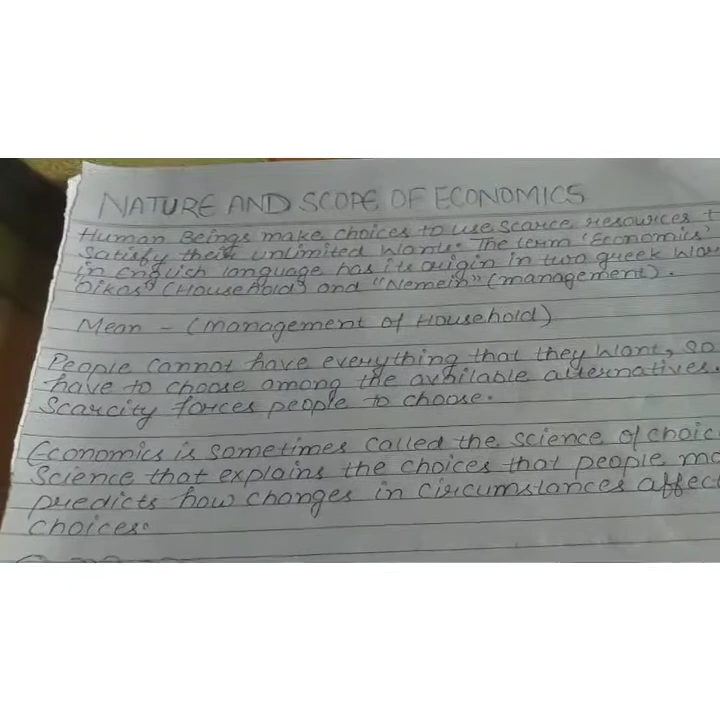 NATURE AND SCOPE OF ECONOMICS
Human Beings make choices to use scarce resources t
satisfy their unlimited wants. The term 'Economics'
in English language has its origin in two greek wor
Oikos" (Household) and "Nemein" (management).
Mean - (Management of Household)
People cannot have everything that they want, so
have to choose among the available alternatives.
Scarcity forces people to choose.
Economics is sometimes called the science of choic
Science that explains the choices that people ma
predicts how changes in circumstances affect
choices.